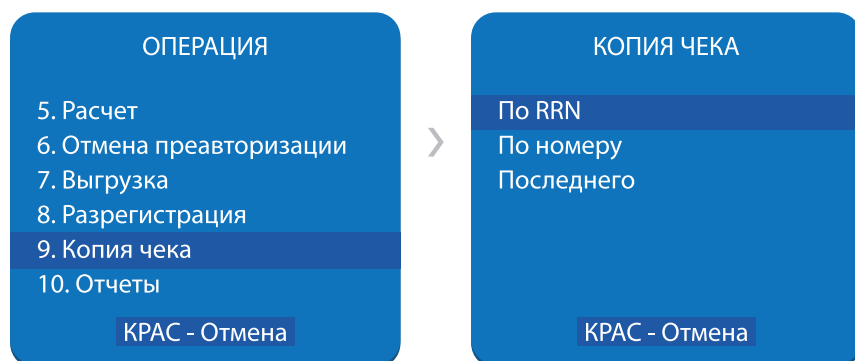 ОПЕРАЦИЯ
5. Расчет
6. Отмена преавторизации
7. Выгрузка
8. Разрегистрация
9. Копия чека
10. Отчеты
КРАС - Отмена
КОПИЯ ЧЕКА
По RRN
По номеру
Последнего
КРАС - Отмена